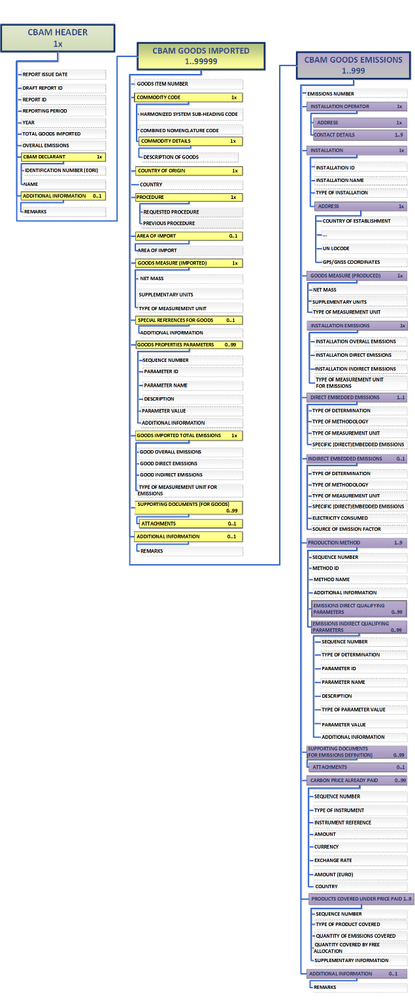 CBAM HEADER
1x
REPORT ISSUE DATE
DRAFT REPORT ID
REPORT ID
REPORTING PERIOD
YEAR
TOTAL GOODS IMPORTED
OVERALL EMISSIONS
CBAM DECLARANT 1x
IDENTIFICATION NUMBER (EORI)
NAME
ADDITIONAL INFORMATION 0..1
REMARKS
CBAM GOODS IMPORTED
1..99999
GOODS ITEM NUMBER
COMMODITY CODE 1x
HARMONIZED SYSTEM SUB-HEADING CODE
COMBINED NOMENCLATURE CODE
COMMODITY DETAILS 1x
DESCRIPTION OF GOODS
COUNTRY OF ORIGIN 1x
COUNTRY
PROCEDURE 1x
REQUESTED PROCEDURE
PREVIOUS PROCEDURE
AREA OF IMPORT 0..1
AREA OF IMPORT
GOODS MEASURE (IMPORTED) 1x
NET MASS
SUPPLEMENTARY UNITS
TYPE OF MEASUREMENT UNIT
SPECIAL REFERENCES FOR GOODS 0..1
ADDITIONAL INFORMATION
GOODS PROPERTIES PARAMETERS 0..99
SEQUENCE NUMBER
PARAMETER ID
PARAMETER NAME
DESCRIPTION
PARAMETER VALUE
ADDITIONAL INFORMATION
GOODS IMPORTED TOTAL EMISSIONS 1x
GOOD OVERALL EMISSIONS
GOOD DIRECT EMISSIONS
GOOD INDIRECT EMISSIONS
TYPE OF MEASUREMENT UNIT FOR
EMISSIONS
SUPPORTING DOCUMENTS (FOR GOODS)
0..99
ATTACHMENTS 0..1
ADDITIONAL INFORMATION 0..1
REMARKS
CBAM GOODS EMISSIONS
1..999
EMISSIONS NUMBER
INSTALLATION OPERATOR 1x
ADDRESS 1x
CONTACT DETAILS 1..9
INSTALLATION 1x
INSTALLATION ID
INSTALLATION NAME
TYPE OF INSTALLATION
ADDRESS 1x
COUNTRY OF ESTABLISHMENT
...
UN LOCODE
GPS/GNSS COORDINATES
GOODS MEASURE (PRODUCED) 1x
NET MASS
SUPPLEMENTARY UNITS
TYPE OF MEASUREMENT UNIT
INSTALLATION EMISSIONS 1x
INSTALLATION OVERALL EMISSIONS
INSTALLATION DIRECT EMISSIONS
INSTALLATION INDIRECT EMISSIONS
TYPE OF MEASUREMENT UNIT
FOR EMISSIONS
DIRECT EMBEDDED EMISSIONS 1..1
TYPE OF DETERMINATION
TYPE OF METHODOLOGY
TYPE OF MEASUREMENT UNIT
SPECIFIC (DIRECT)EMBEDDED EMISSIONS
INDIRECT EMBEDDED EMISSIONS 0..1
TYPE OF DETERMINATION
TYPE OF METHODOLOGY
TYPE OF MEASUREMENT UNIT
SPECIFIC (DIRECT)EMBEDDED EMISSIONS
ELECTRICITY CONSUMED
SOURCE OF EMISSION FACTOR
PRODUCTION METHOD 1..9
SEQUENCE NUMBER
METHOD ID
METHOD NAME
ADDITIONAL INFORMATION
EMISSIONS DIRECT QUALIFYING
PARAMETERS 0..99
EMISSIONS INDIRECT QUALIFYING
PARAMETERS 0..99
SEQUENCE NUMBER
TYPE OF DETERMINATION
PARAMETER ID
PARAMETER NAME
DESCRIPTION
TYPE OF PARAMETER VALUE
PARAMETER VALUE
ADDITIONAL INFORMATION
SUPPORTING DOCUMENTS
(FOR EMISSIONS DEFINITION) 0..99
ATTACHMENTS 0..1
CARBON PRICE ALREADY PAID 0..99
SEQUENCE NUMBER
TYPE OF INSTRUMENT
INSTRUMENT REFERENCE
AMOUNT
CURRENCY
EXCHANGE RATE
AMOUNT (EURO)
COUNTRY
PRODUCTS COVERED UNDER PRICE PAID 1..9
SEQUENCE NUMBER
TYPE OF PRODUCT COVERED
QUANTITY OF EMISSIONS COVERED
QUANTITY COVERED BY FREE
ALLOCATION
SUPPLEMENTARY INFORMATION
ADDITIONAL INFORMATION 0..1
REMARKS